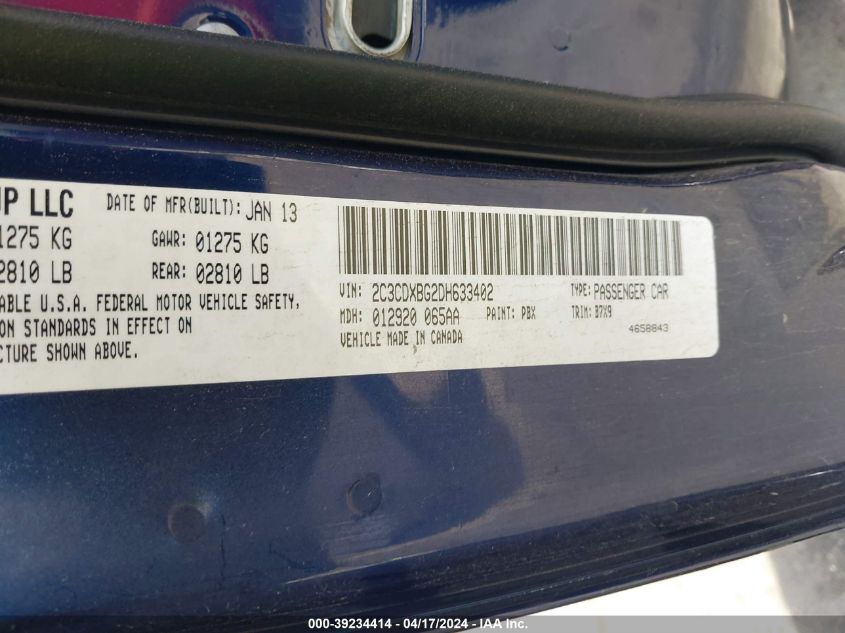 UP LLC
DATE OF MFR(BUILT): JAN 13
1275 KG GAWR: 01275 KG
2810 LB REAR: 02810 LB
ABLE U.S.A. FEDERAL MOTOR VEHICLE SAFETY,
ON STANDARDS IN EFFECT ON
CTURE SHOWN ABOVE.
VIN: 2C3CDXBG2DH633402 TYPE: PASSENGER CAR
MDH: 012920 065AA PAINT: PBX TRIM: B7X9
VEHICLE MADE IN CANADA 4658843
000-39234414 - 04/17/2024 - IAA Inc.